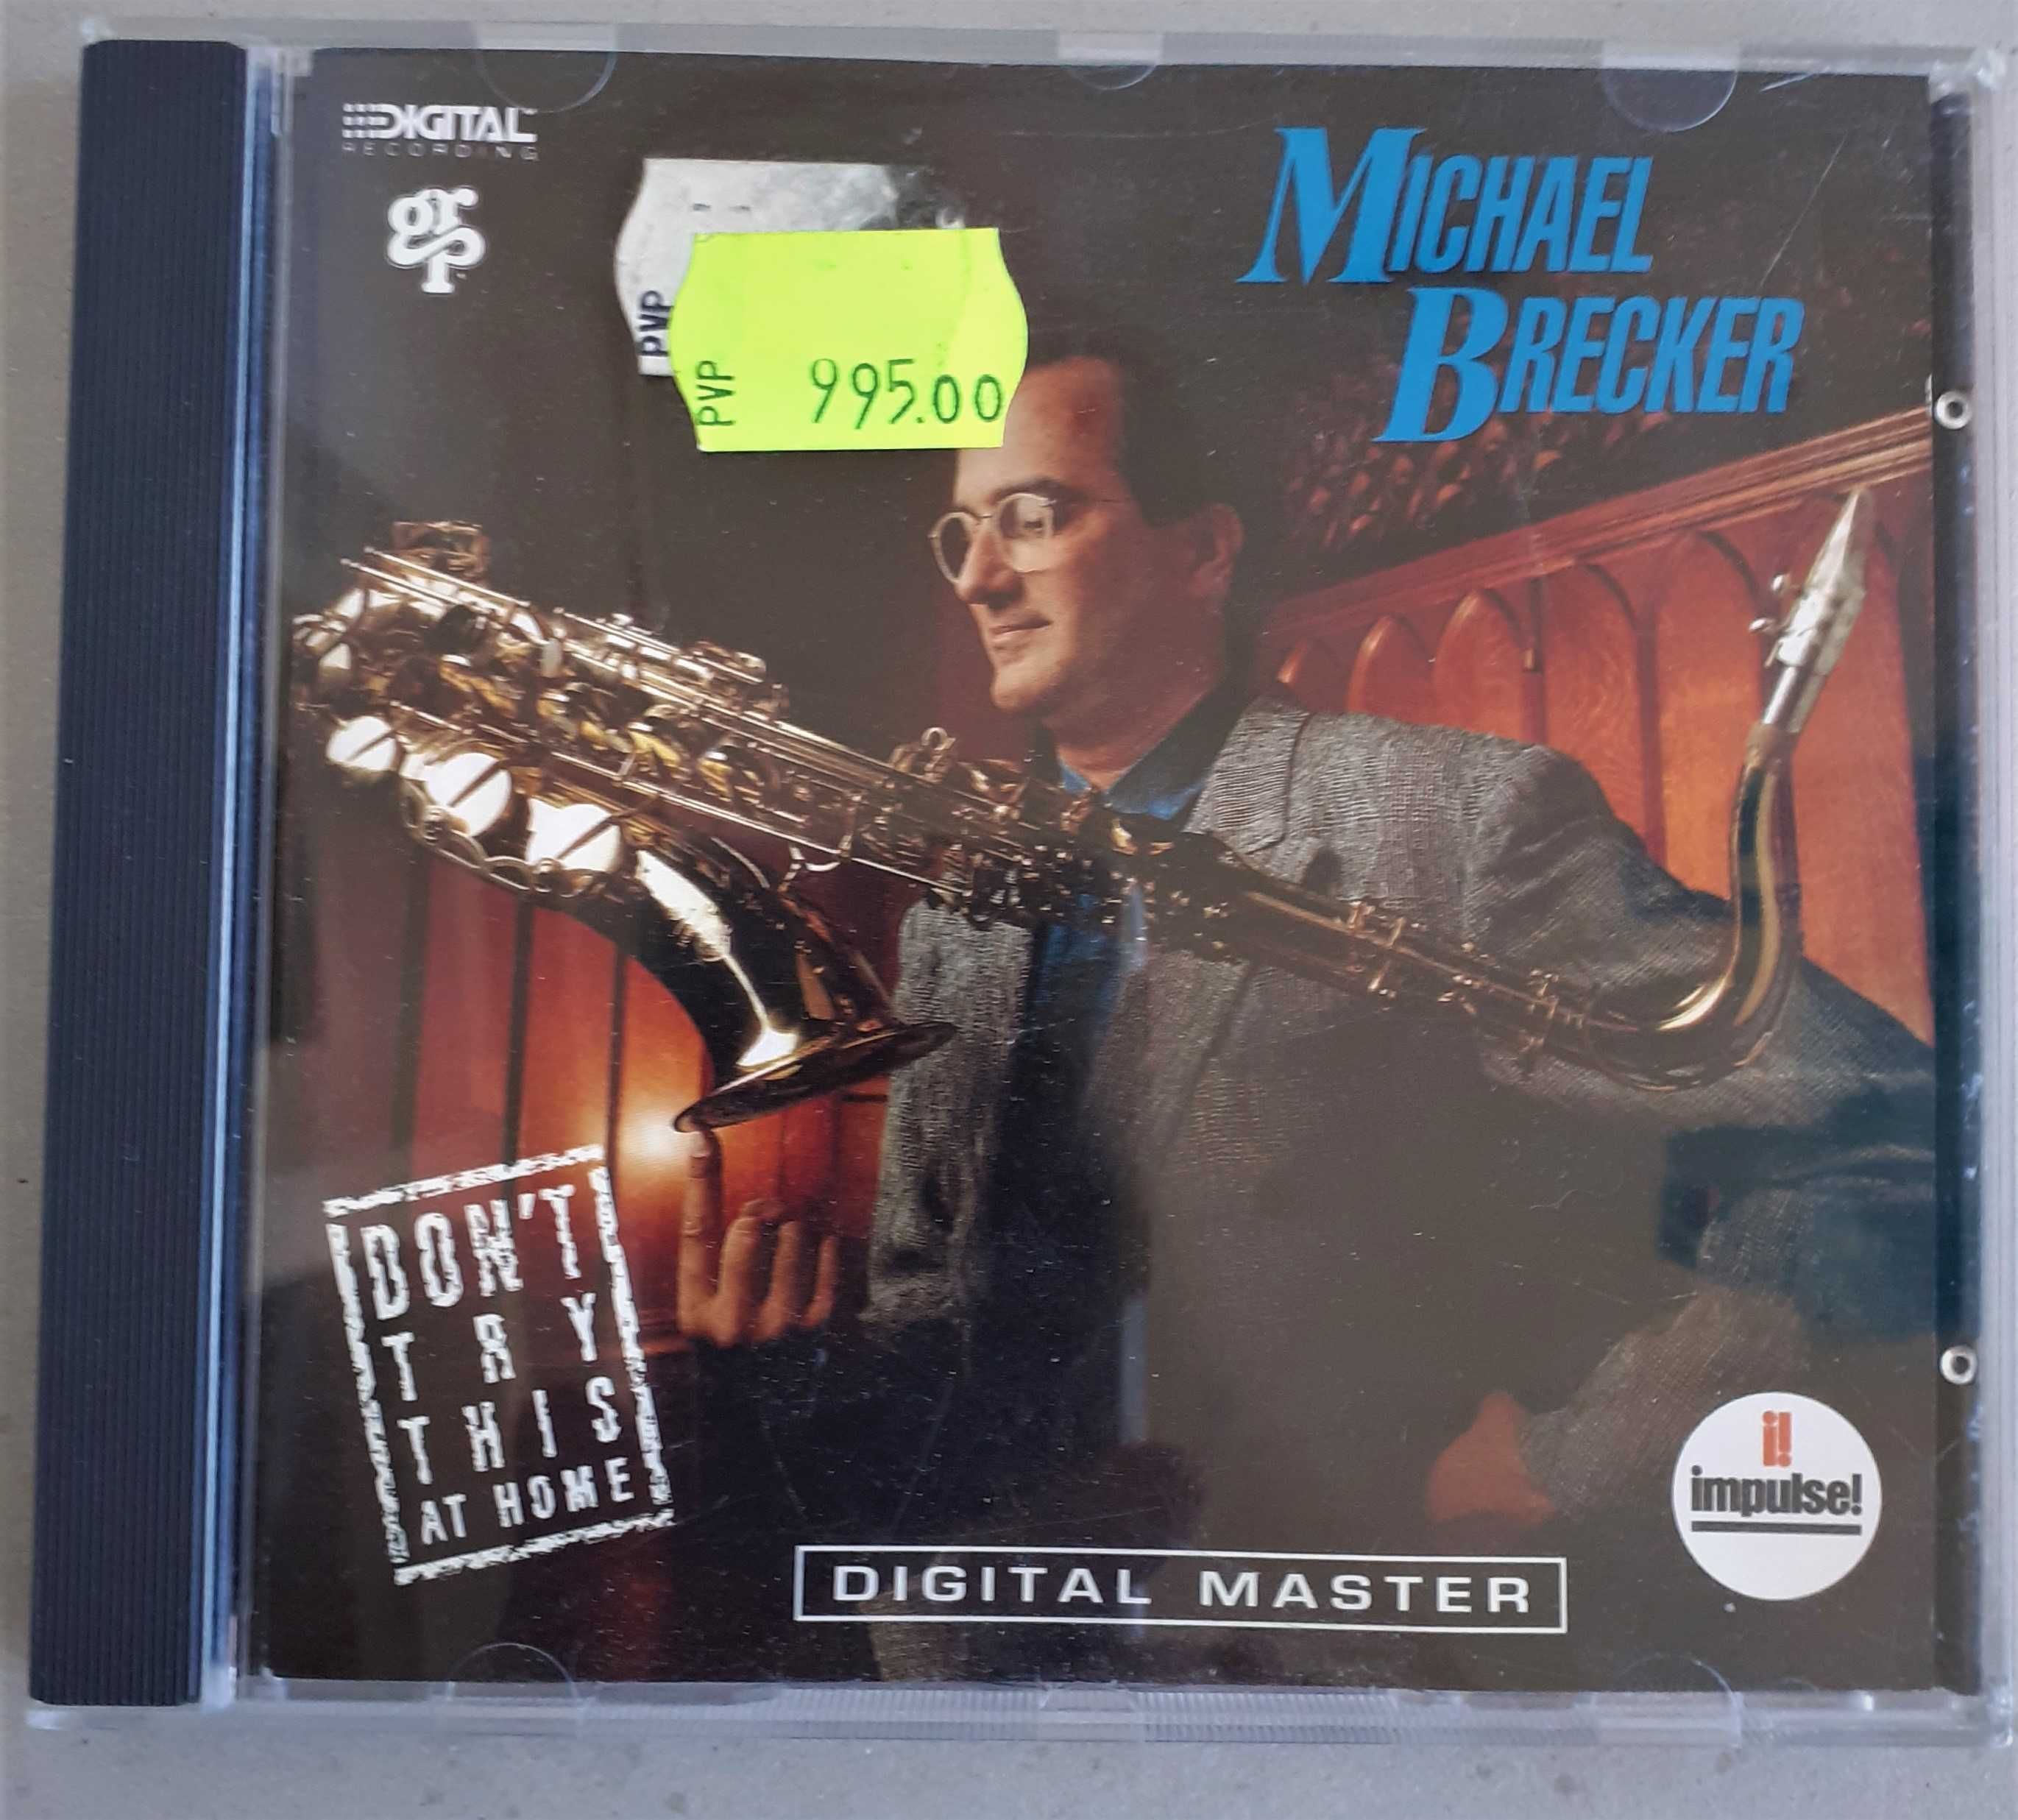 DIGITAL
RECORDING
grp
PVP
PVP 995.00
MICHAEL
BRECKER
DON'T
TRY
THIS
AT HOME
i!
impulse!
DIGITAL MASTER